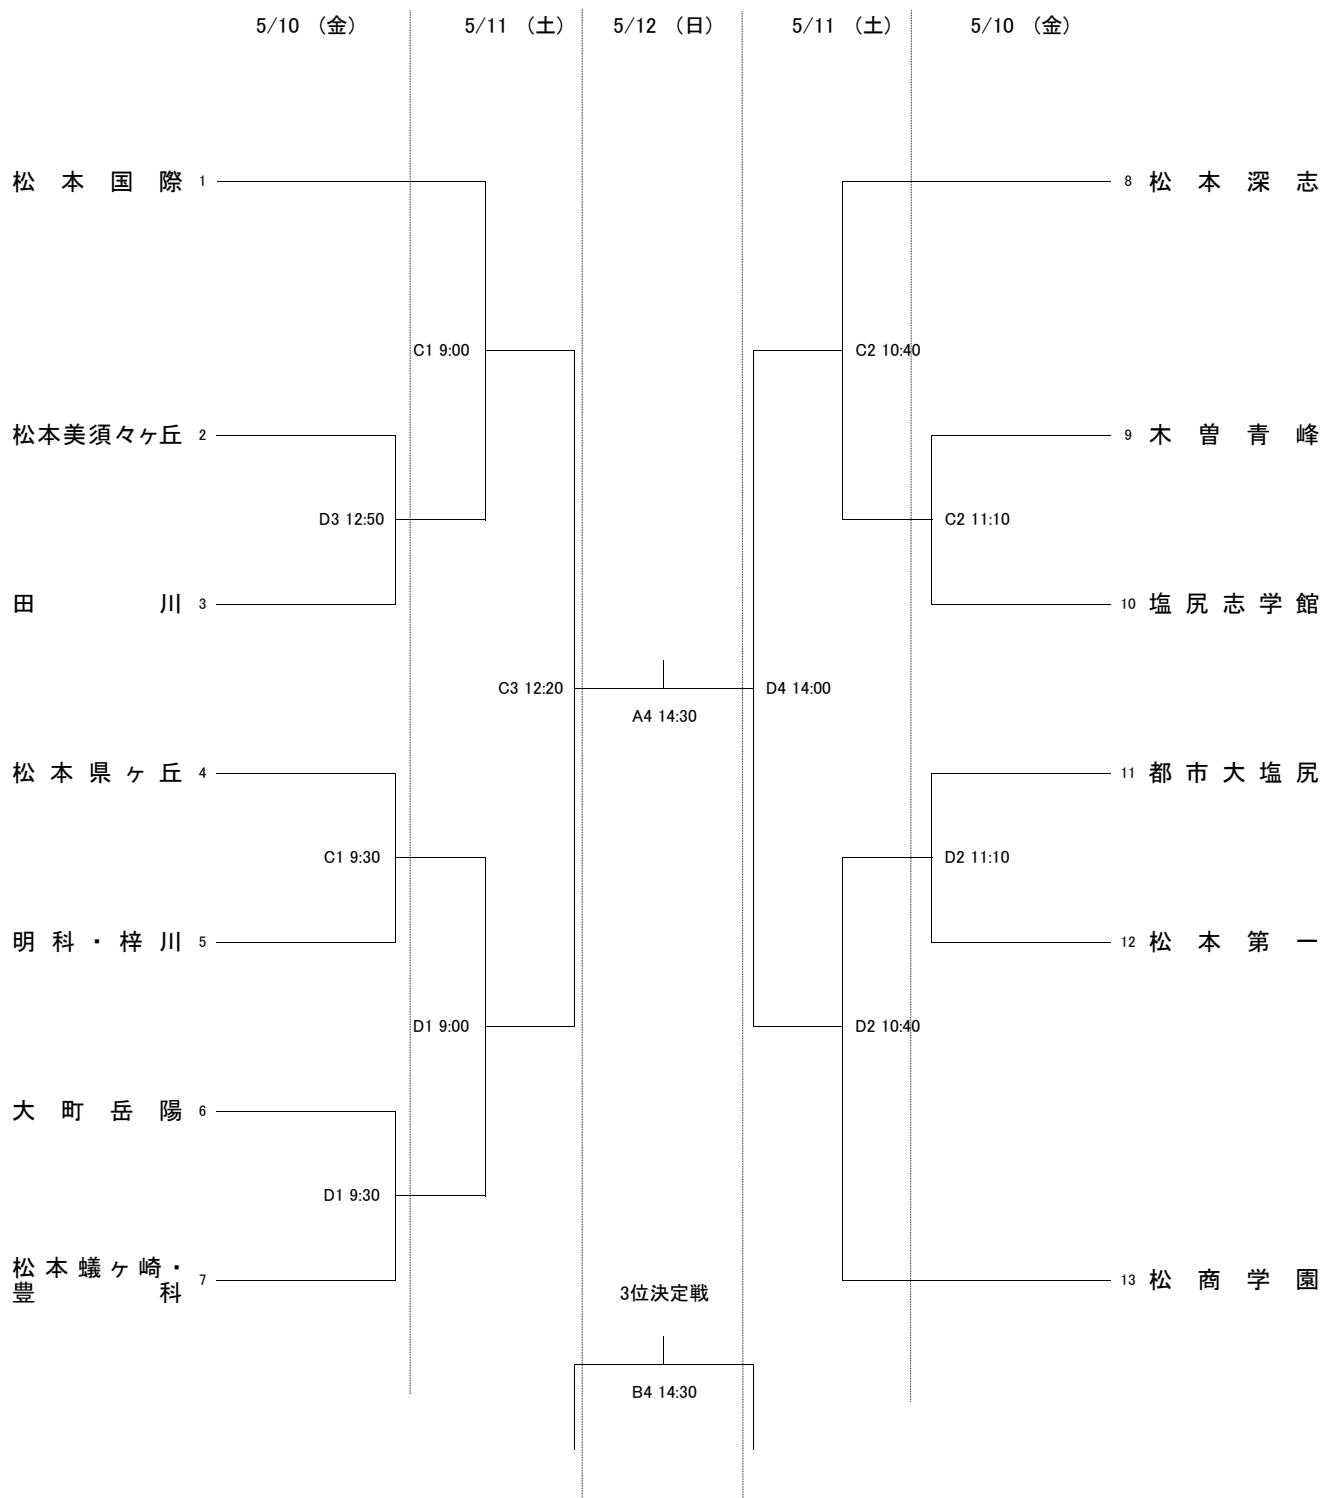 5/10 （金） 5/11 （土） 5/12 （日） 5/11 （土） 5/10 （金）
松本国際 1
8 松本深志
C1 9:00
C2 10:40
松本美須々ヶ丘 2
9 木曽青峰
D3 12:50
C2 11:10
田川 3
10 塩尻志学館
C3 12:20
D4 14:00
A4 14:30
松本県ヶ丘 4
11 都市大塩尻
C1 9:30
D2 11:10
明科・梓川 5
12 松本第一
D1 9:00
D2 10:40
大町岳陽 6
D1 9:30
松本蟻ヶ崎・
豊科 7
13 松商学園
3位決定戦
B4 14:30